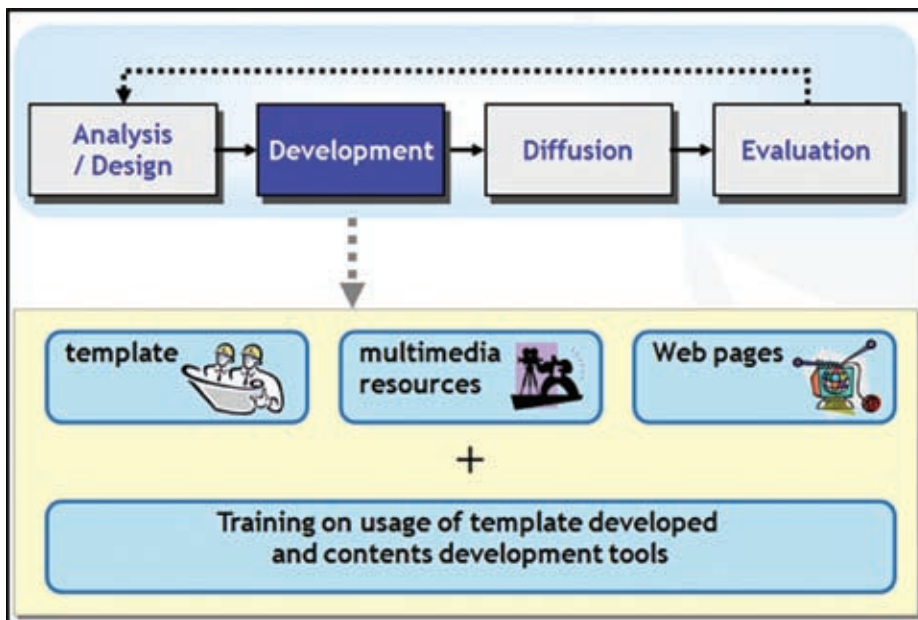 Analysis
/ Design
Development
Diffusion
Evaluation
template
multimedia
resources
Web pages
+
Training on usage of template developed
and contents development tools